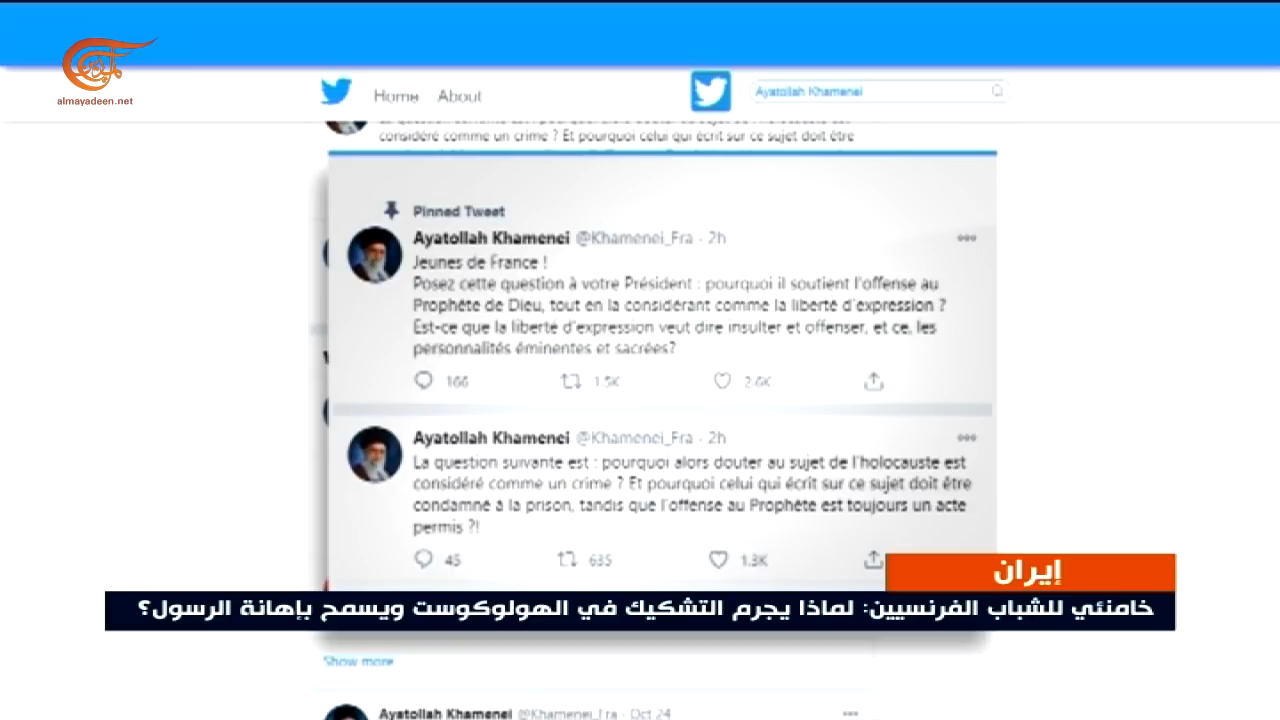 almayadeen.net
Home About
Ayatollah Khamenei
considéré comme un crime ? Et pourquoi celui qui écrit sur ce sujet doit être
Pinned Tweet
Ayatollah Khamenei @Khamenei_Fra · 2h
Jeunes de France !
Posez cette question à votre Président : pourquoi il soutient l'offense au
Prophète de Dieu, tout en la considérant comme la liberté d'expression ?
Est-ce que la liberté d'expression veut dire insulter et offenser, et ce, les
personnalités éminentes et sacrées?
166 1.5K 2.6K
Ayatollah Khamenei @Khamenei_Fra · 2h
La question suivante est : pourquoi alors douter au sujet de l'holocauste est
considéré comme un crime ? Et pourquoi celui qui écrit sur ce sujet doit être
condamné à la prison, tandis que l'offense au Prophète est toujours un acte
permis ?!
45 635 1.3K
إيران
خامنئي للشباب الفرنسيين: لماذا يجرم التشكيك في الهولوكوست ويسمح بإهانة الرسول؟
Show more
Ayatollah Khamenei @Khamenei_Fra · Oct 24